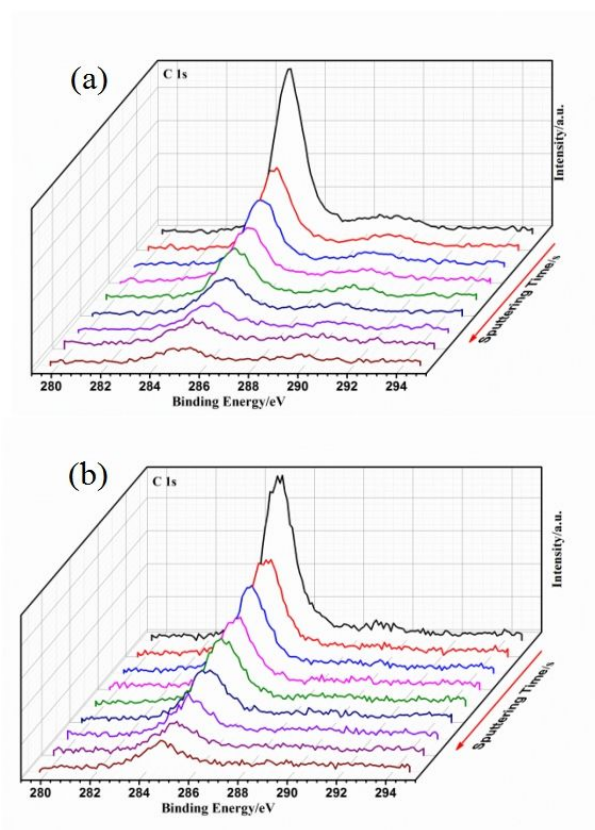 (a)
C 1s
Intensity/a.u.
Sputtering Time/s
280 282 284 286 288 290 292 294
Binding Energy/eV
(b)
C 1s
Intensity/a.u.
Sputtering Time/s
280 282 284 286 288 290 292 294
Binding Energy/eV